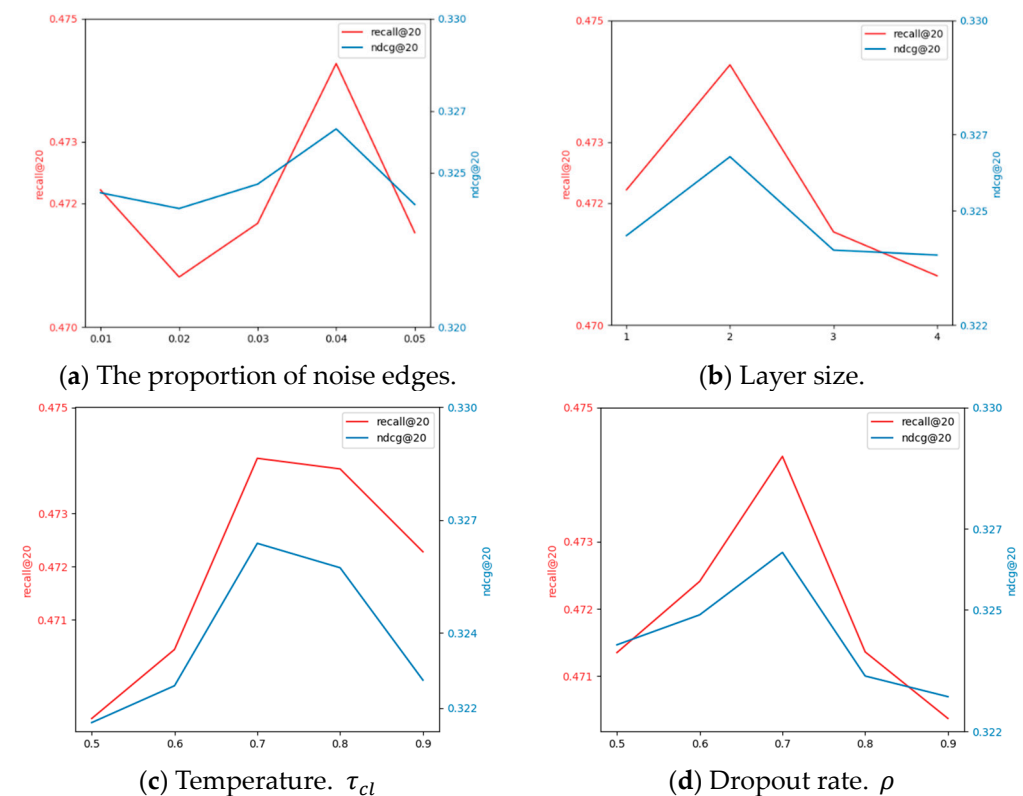 0.475
0.330
recall@20
ndcg@20
0.327
0.473
0.325
0.472
recall@20
ndcg@20
0.470
0.320
0.01 0.02 0.03 0.04 0.05
(a) The proportion of noise edges.
0.475
0.330
recall@20
ndcg@20
0.327
0.473
0.325
0.472
recall@20
ndcg@20
0.470
0.322
1 2 3 4
(b) Layer size.
0.475
0.330
recall@20
ndcg@20
0.327
0.473
0.472
0.471
0.324
0.322
recall@20
ndcg@20
0.5 0.6 0.7 0.8 0.9
(c) Temperature. τcl
0.475
0.330
recall@20
ndcg@20
0.327
0.473
0.325
0.472
0.471
0.322
recall@20
ndcg@20
0.5 0.6 0.7 0.8 0.9
(d) Dropout rate. ρ